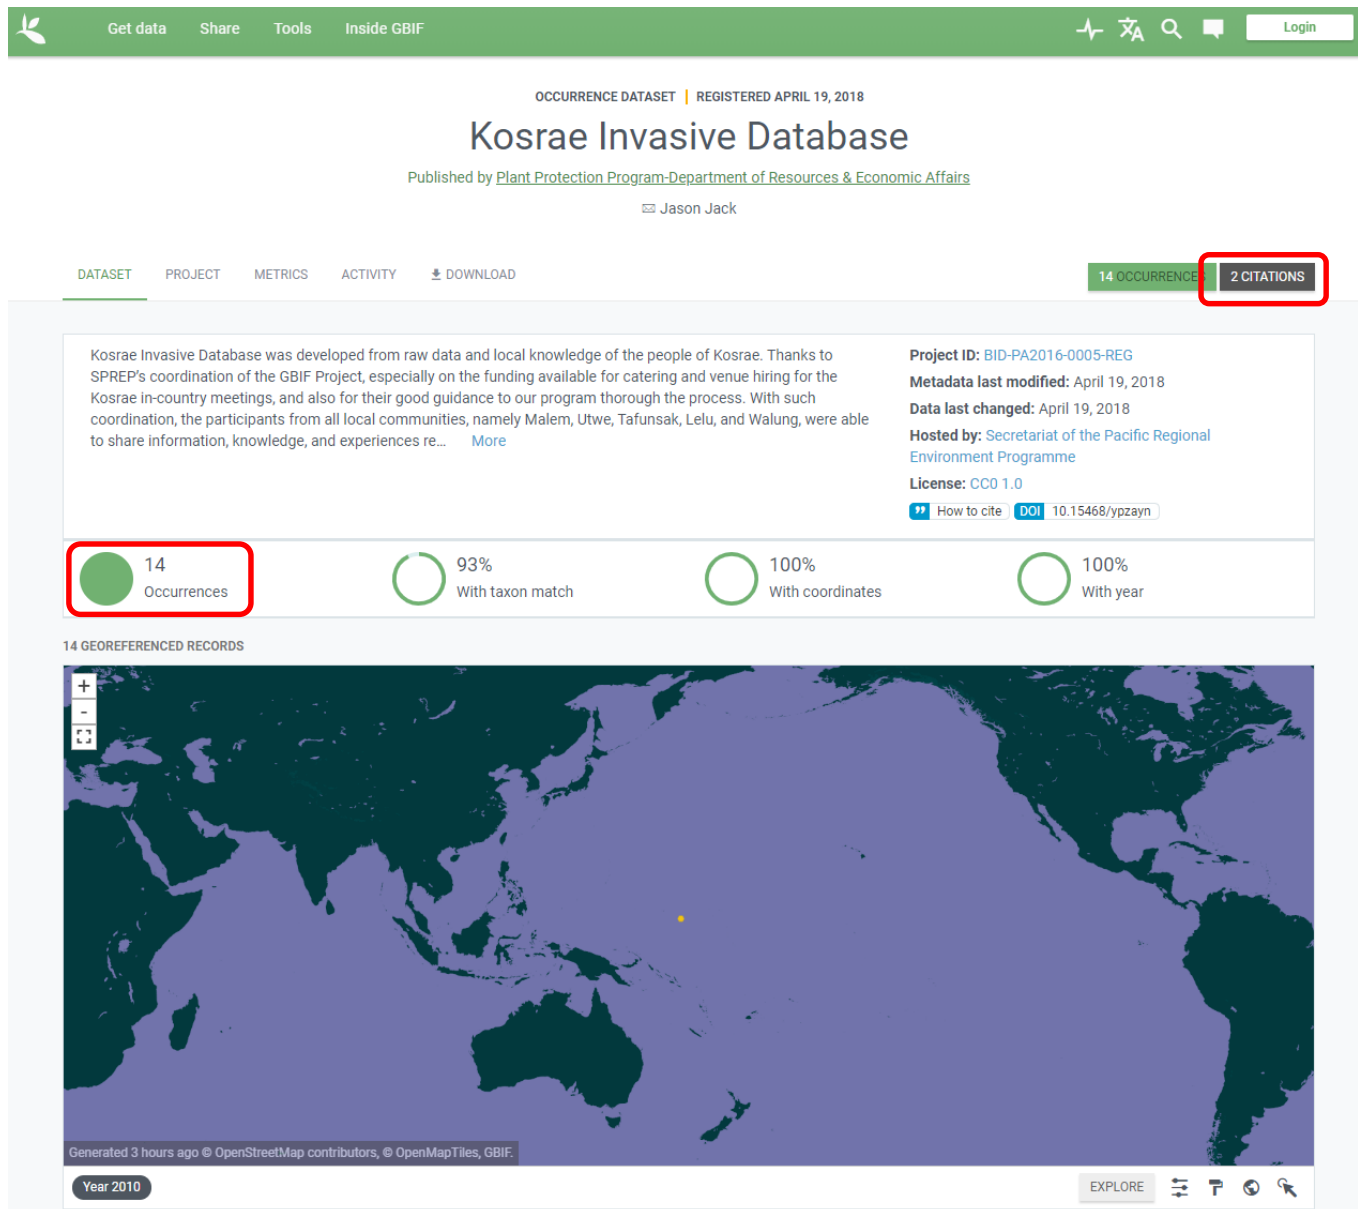 Get data Share Tools Inside GBIF Login
OCCURRENCE DATASET | REGISTERED APRIL 19, 2018
Kosrae Invasive Database
Published by Plant Protection Program-Department of Resources & Economic Affairs
Jason Jack
DATASET PROJECT METRICS ACTIVITY DOWNLOAD 14 OCCURRENCES 2 CITATIONS
Kosrae Invasive Database was developed from raw data and local knowledge of the people of Kosrae. Thanks to
SPREP's coordination of the GBIF Project, especially on the funding available for catering and venue hiring for the
Kosrae in-country meetings, and also for their good guidance to our program thorough the process. With such
coordination, the participants from all local communities, namely Malem, Utwe, Tafunsak, Lelu, and Walung, were able
to share information, knowledge, and experiences re... More
Project ID: BID-PA2016-0005-REG
Metadata last modified: April 19, 2018
Data last changed: April 19, 2018
Hosted by: Secretariat of the Pacific Regional
Environment Programme
License: CC0 1.0
How to cite DOI 10.15468/ypzayn
14 93% 100% 100%
Occurrences With taxon match With coordinates With year
14 GEOREFERENCED RECORDS
+
-
Generated 3 hours ago © OpenStreetMap contributors, © OpenMapTiles, GBIF.
Year 2010 EXPLORE